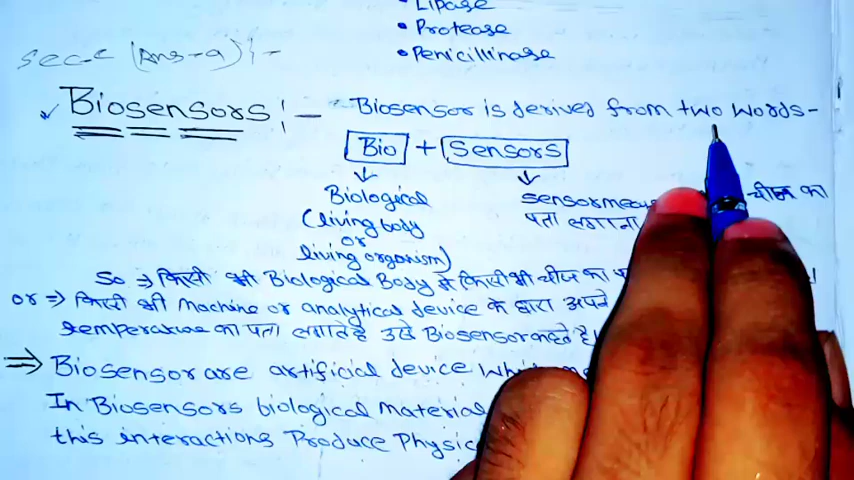 • Lipase
• Protease
• Penicillinase
sec-c (Ans-9):-
Biosensors:- Biosensor is derived from two words-
Bio + Sensors
Biological sensor
(living body पता लगाना
or
living organism)
So ⇒ किसी भी Biological Body में किसी भी चीज का
or ⇒ किसी भी Machine or analytical device के द्वारा अपने
temperature का पता लगाते है उसे Biosensor कहते है।
⇒ Biosensor are artificial device
In Biosensors biological material
this interactions Produce